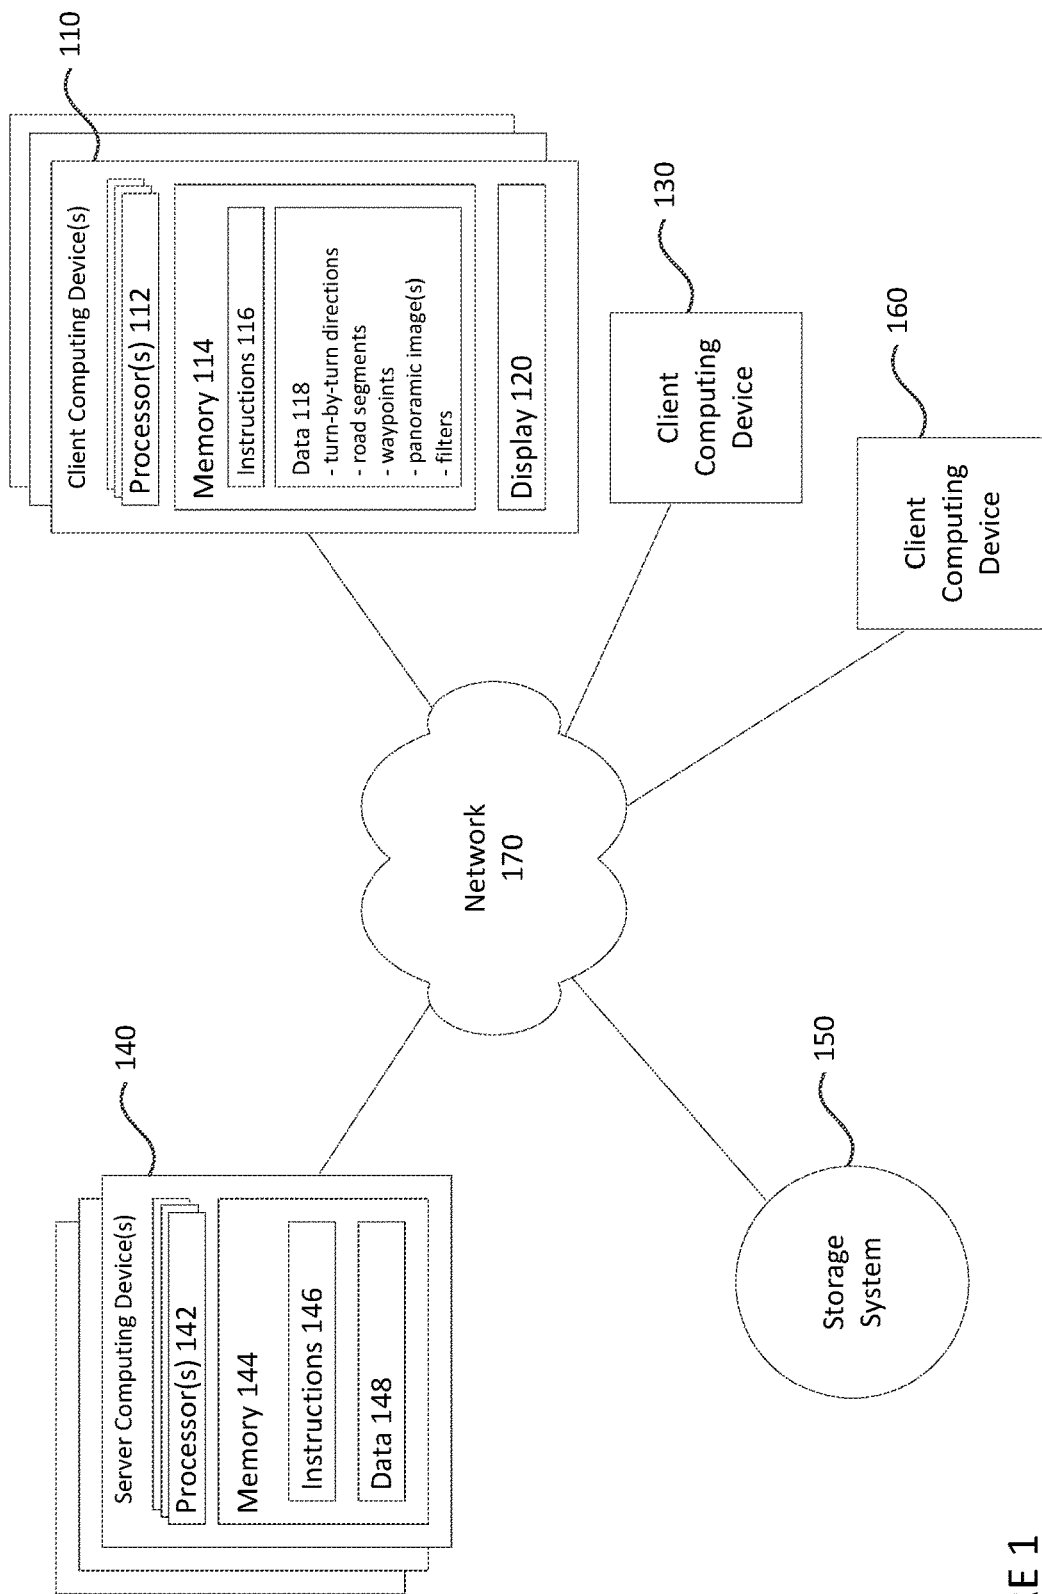 110
Client Computing Device(s)
Processor(s) 112
Memory 114
Instructions 116
Data 118
- turn-by-turn directions
- road segments
- waypoints
- panoramic image(s)
- filters
Display 120
130
Client
Computing
Device
160
Client
Computing
Device
Network
170
140
Server Computing Device(s)
Processor(s) 142
Memory 144
Instructions 146
Data 148
150
Storage
System
E 1